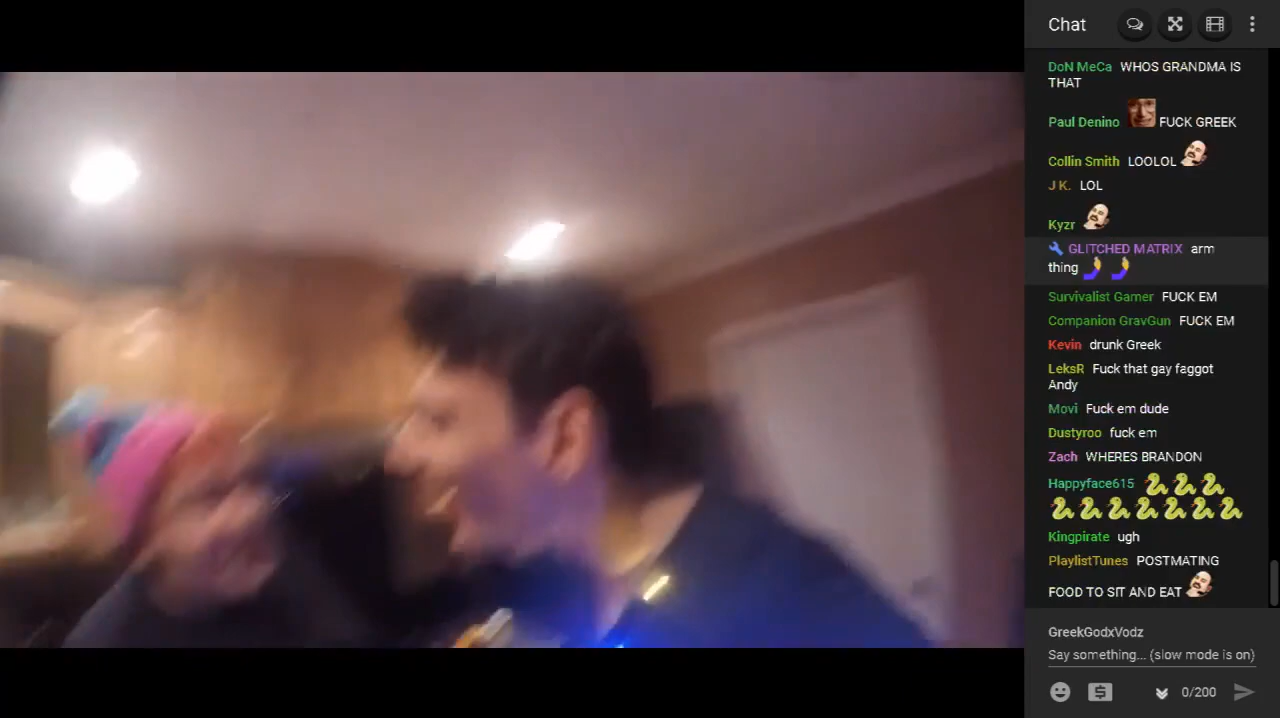 Chat
DoN MeCa WHOS GRANDMA IS
THAT
Paul Denino FUCK GREEK
Collin Smith LOOLOL
J K. LOL
Kyzr
GLITCHED MATRIX arm
thing
Survivalist Gamer FUCK EM
Companion GravGun FUCK EM
Kevin drunk Greek
LeksR Fuck that gay faggot
Andy
Movi Fuck em dude
Dustyroo fuck em
Zach WHERES BRANDON
Happyface615
Kingpirate ugh
PlaylistTunes POSTMATING
FOOD TO SIT AND EAT
GreekGodxVodz
Say something... (slow mode is on)
0/200